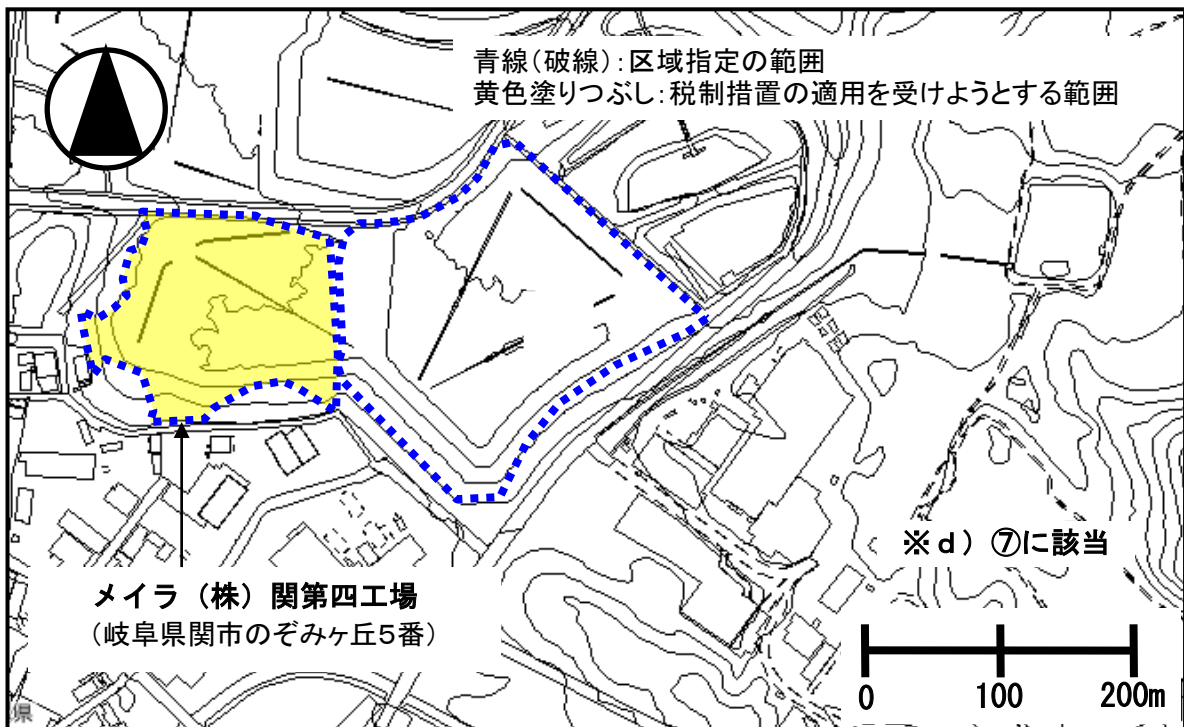 青線(破線):区域指定の範囲
黄色塗りつぶし:税制措置の適用を受けようとする範囲
※d)⑦に該当
メイラ(株)関第四工場
(岐阜県関市のぞみヶ丘5番)
0 100 200m
県